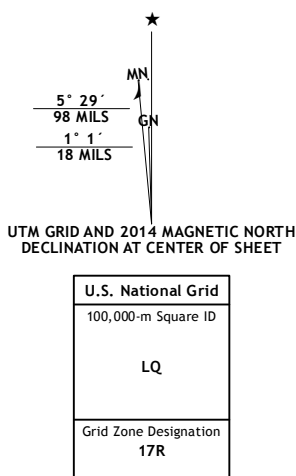 MN
5° 29´
98 MILS
GN
1° 1´
18 MILS
UTM GRID AND 2014 MAGNETIC NORTH
DECLINATION AT CENTER OF SHEET
U.S. National Grid
100,000-m Square ID
LQ
Grid Zone Designation
17R